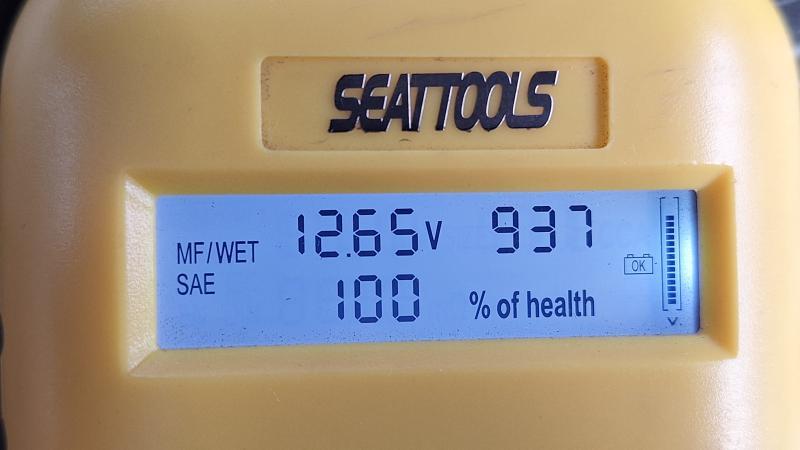 SEATTOOLS
MF/WET 12.65V 937
SAE 100 % of health
OK